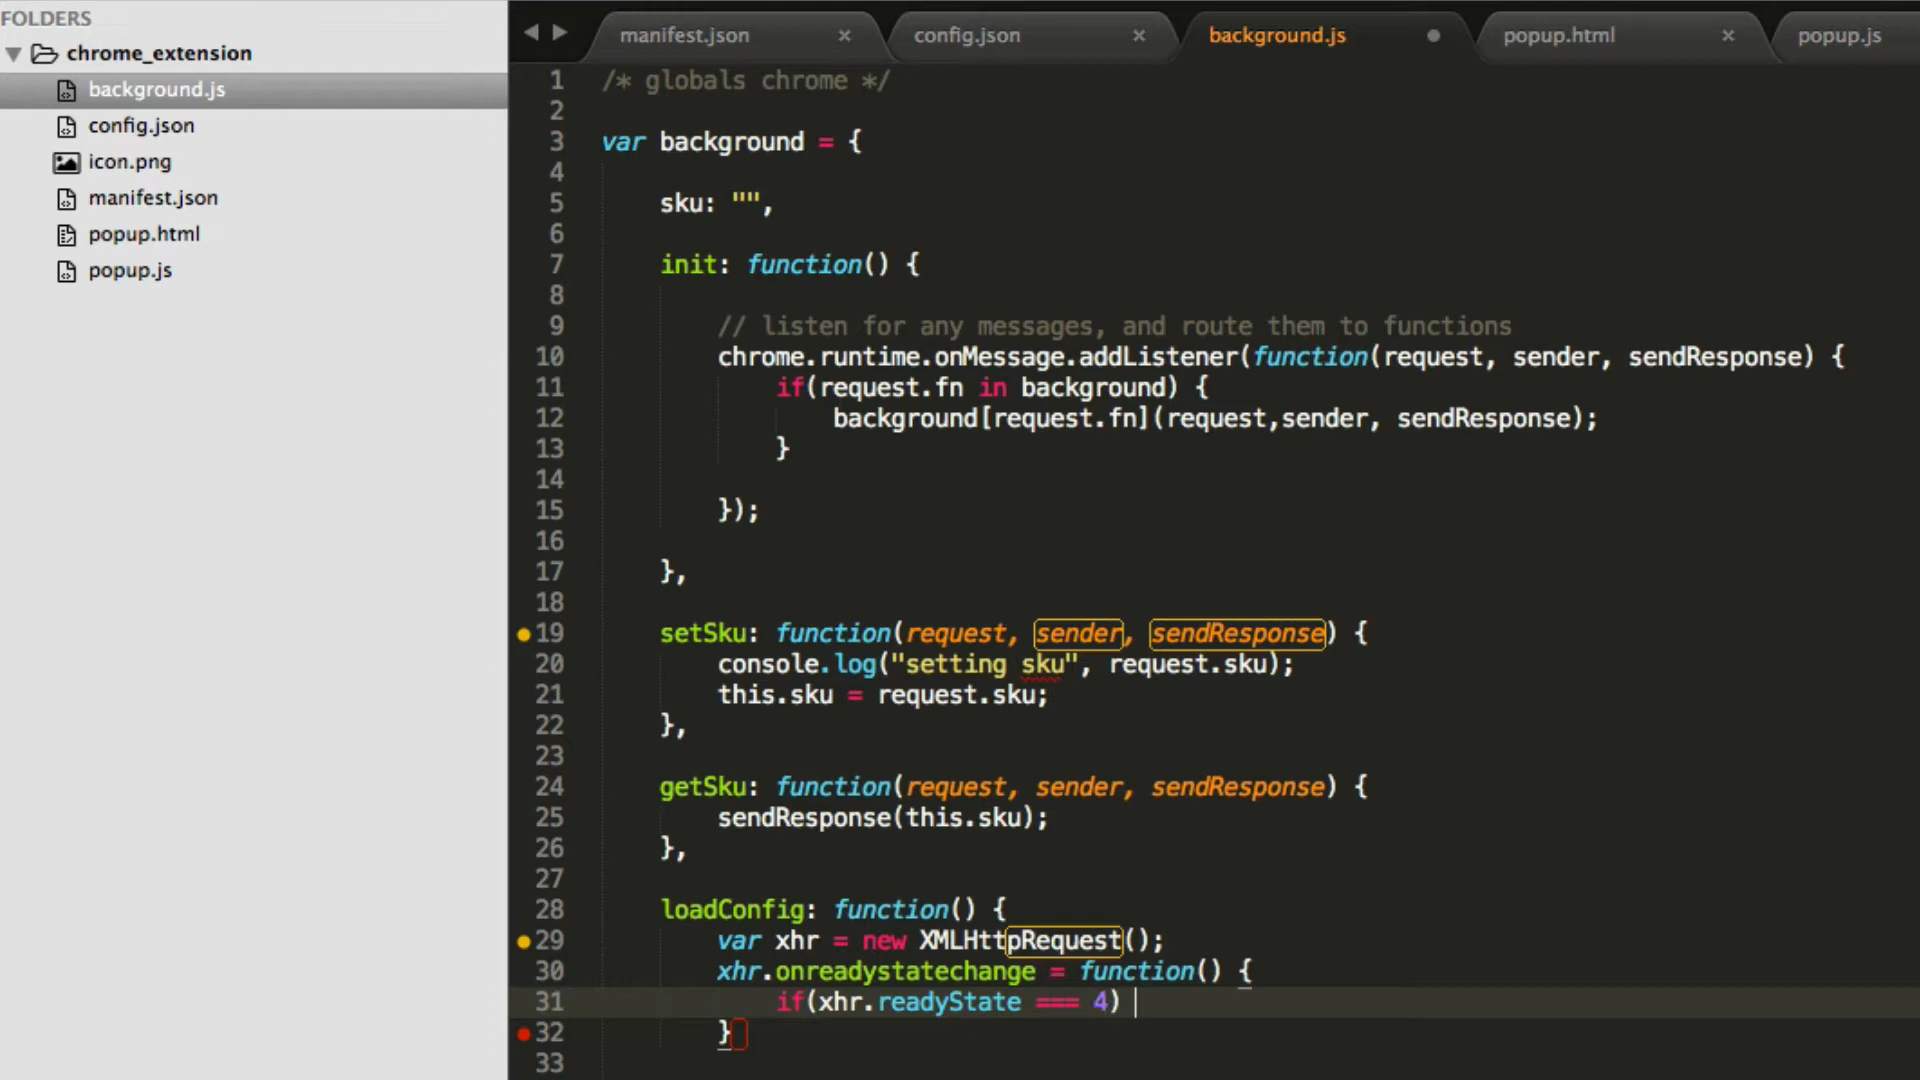 FOLDERS
chrome_extension
background.js
config.json
icon.png
manifest.json
popup.html
popup.js
manifest.json × config.json × background.js popup.html × popup.js
1 /* globals chrome */
2
3 var background = {
4
5 sku: "",
6
7 init: function() {
8
9 // listen for any messages, and route them to functions
10 chrome.runtime.onMessage.addListener(function(request, sender, sendResponse) {
11 if(request.fn in background) {
12 background[request.fn](request,sender, sendResponse);
13 }
14
15 });
16
17 },
18
19 setSku: function(request, sender, sendResponse) {
20 console.log("setting sku", request.sku);
21 this.sku = request.sku;
22 },
23
24 getSku: function(request, sender, sendResponse) {
25 sendResponse(this.sku);
26 },
27
28 loadConfig: function() {
29 var xhr = new XMLHttpRequest();
30 xhr.onreadystatechange = function() {
31 if(xhr.readyState === 4)
32 }
33